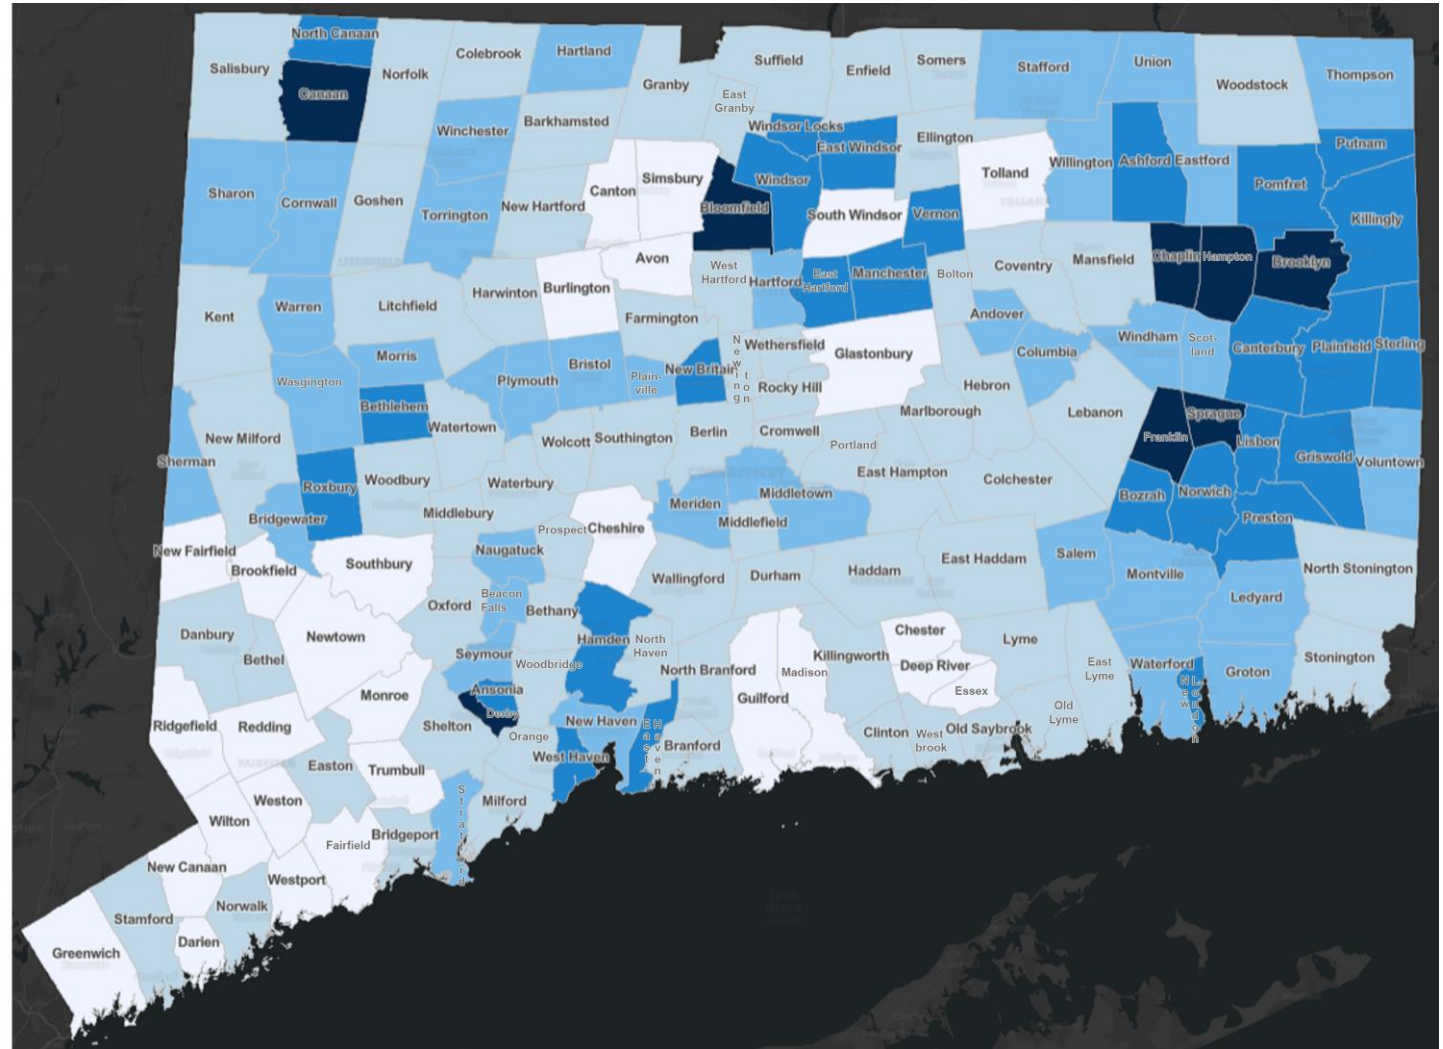 North Canaan
Colebrook
Hartland
Salisbury
Canaan
Norfolk
Granby
Suffield
Enfield
Somers
Stafford
Union
Woodstock
Thompson
East
Granby
Winchester
Barkhamsted
Windsor Locks
East Windsor
Ellington
Putnam
Sharon
Cornwall
Goshen
Torrington
New Hartford
Canton
Simsbury
Bloomfield
Windsor
South Windsor
Vernon
Tolland
Willington
Ashford
Eastford
Pomfret
Killingly
Kent
Warren
Litchfield
Harwinton
Burlington
Avon
West
Hartford
Hartford
East
Hartford
Manchester
Bolton
Coventry
Mansfield
Chaplin
Hampton
Brooklyn
Farmington
Andover
Morris
Wasgington
Plymouth
Bristol
Plain-
ville
New Britain
Newing
ton
Wethersfield
Rocky Hill
Glastonbury
Columbia
Windham
Scot-
land
Canterbury
Plainfield
Sterling
Bethlehem
Watertown
Hebron
Marlborough
Lebanon
Franklin
Sprague
Lisbon
Griswold
Voluntown
New Milford
Sherman
Wolcott
Southington
Berlin
Cromwell
Portland
East Hampton
Colchester
Roxbury
Woodbury
Waterbury
Middlebury
Bridgewater
Meriden
Middletown
Middlefield
Bozrah
Norwich
Preston
New Fairfield
Brookfield
Southbury
Naugatuck
Prospect
Cheshire
Wallingford
Durham
Haddam
East Haddam
Salem
Montville
North Stonington
Ledyard
Oxford
Beacon
Falls
Bethany
Danbury
Bethel
Newtown
Seymour
Woodbridge
Hamden
North
Haven
North Branford
Killingworth
Madison
Guilford
Chester
Deep River
Essex
Lyme
East
Lyme
Waterford
New
London
Groton
Stonington
Monroe
Ansonia
Derby
Shelton
Orange
New Haven
East
Haven
West Haven
Branford
Clinton
West
brook
Old Saybrook
Old
Lyme
Ridgefield
Redding
Easton
Trumbull
Weston
Wilton
Milford
Stratford
Bridgeport
Fairfield
New Canaan
Westport
Norwalk
Stamford
Darien
Greenwich